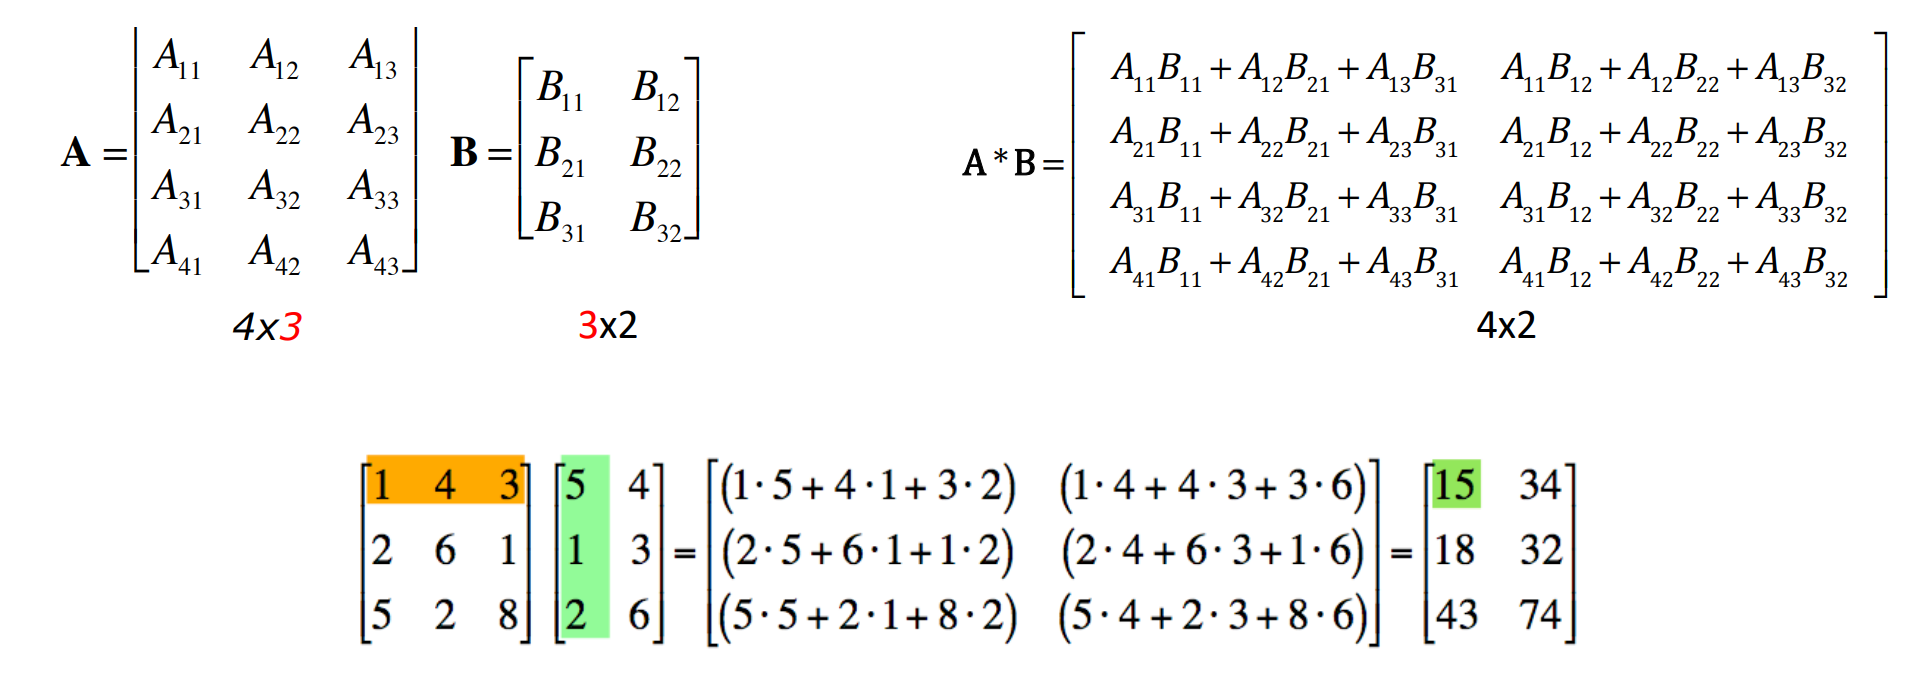 A = [A₁₁ A₁₂ A₁₃
A₂₁ A₂₂ A₂₃
A₃₁ A₃₂ A₃₃
A₄₁ A₄₂ A₄₃]
4x3
B = [B₁₁ B₁₂
B₂₁ B₂₂
B₃₁ B₃₂]
3x2
A*B = [A₁₁B₁₁ + A₁₂B₂₁ + A₁₃B₃₁ A₁₁B₁₂ + A₁₂B₂₂ + A₁₃B₃₂
A₂₁B₁₁ + A₂₂B₂₁ + A₂₃B₃₁ A₂₁B₁₂ + A₂₂B₂₂ + A₂₃B₃₂
A₃₁B₁₁ + A₃₂B₂₁ + A₃₃B₃₁ A₃₁B₁₂ + A₃₂B₂₂ + A₃₃B₃₂
A₄₁B₁₁ + A₄₂B₂₁ + A₄₃B₃₁ A₄₁B₁₂ + A₄₂B₂₂ + A₄₃B₃₂]
4x2
[1 4 3] [5 4] [(1·5+4·1+3·2) (1·4+4·3+3·6)] [15 34]
[2 6 1] [1 3] = [(2·5+6·1+1·2) (2·4+6·3+1·6)] = [18 32]
[5 2 8] [2 6] [(5·5+2·1+8·2) (5·4+2·3+8·6)] [43 74]